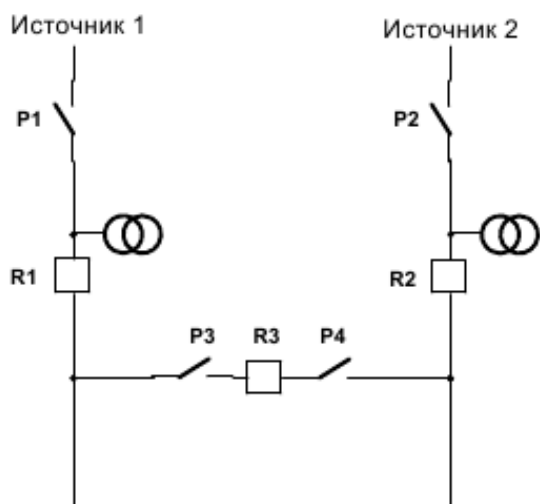 Источник 1
Источник 2
P1
P2
R1
R2
P3
R3
P4